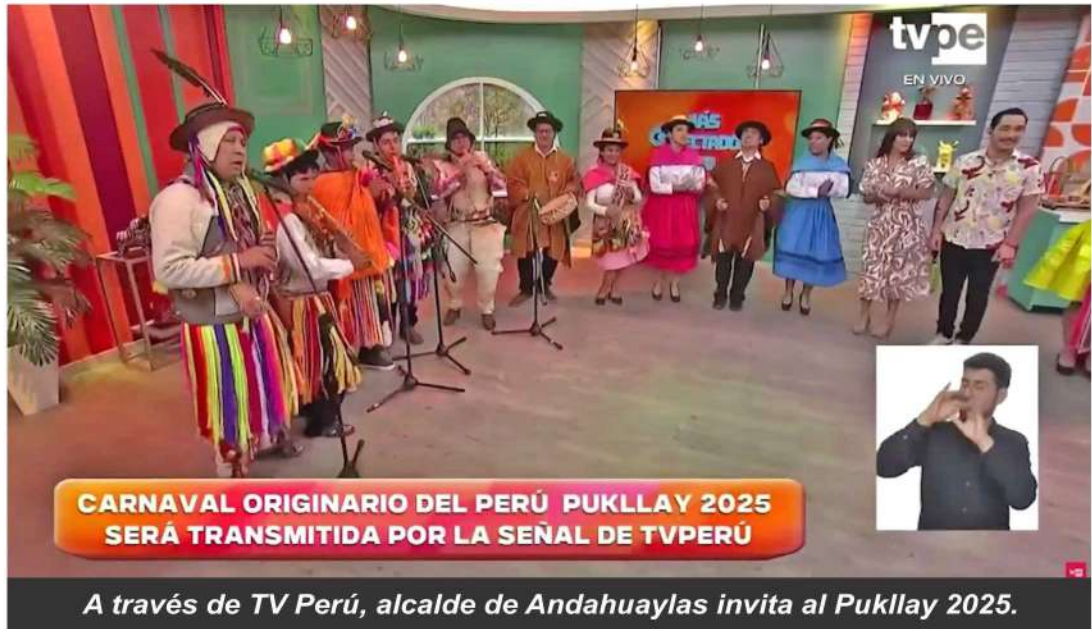 tvpe
EN VIVO
MÁS
CARNAVAL ORIGINARIO DEL PERÚ PUKLLAY 2025
SERÁ TRANSMITIDA POR LA SEÑAL DE TVPERÚ
A través de TV Perú, alcalde de Andahuaylas invita al Pukllay 2025.